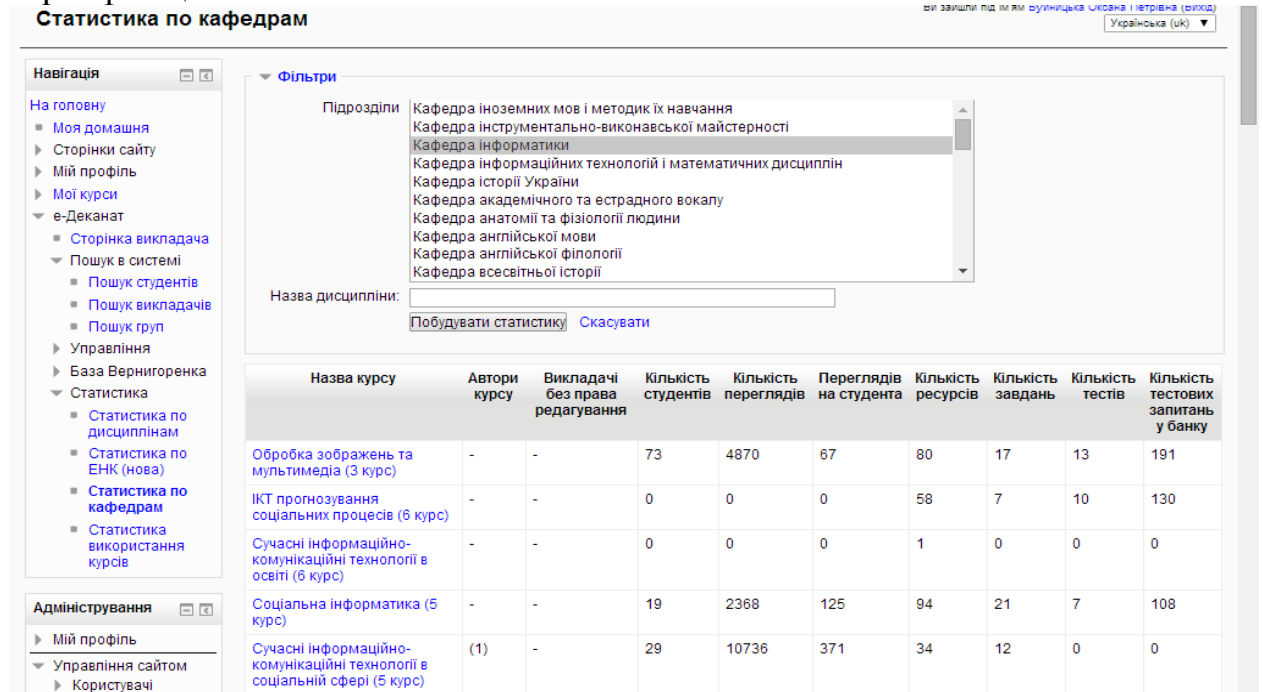 Статистика по кафедрам
Ви зайшли під ім'ям Буйницька Оксана Петрівна (Вихід)
Українська (uk)
Навігація
На головну
Моя домашня
Сторінки сайту
Мій профіль
Мої курси
е-Деканат
Сторінка викладача
Пошук в системі
Пошук студентів
Пошук викладачів
Пошук груп
Управління
База Вернигоренка
Статистика
Статистика по
дисциплінам
Статистика по
ЕНК (нова)
Статистика по
кафедрам
Статистика
використання
курсів
Адміністрування
Мій профіль
Управління сайтом
Користувачі
Фільтри
Підрозділи
Кафедра іноземних мов і методик їх навчання
Кафедра інструментально-виконавської майстерності
Кафедра інформатики
Кафедра інформаційних технологій і математичних дисциплін
Кафедра історії України
Кафедра академічного та естрадного вокалу
Кафедра анатомії та фізіології людини
Кафедра англійської мови
Кафедра англійської філології
Кафедра всесвітньої історії
Назва дисципліни:
Побудувати статистику Скасувати
Назва курсу Автори Викладачі Кількість Кількість Переглядів Кількість Кількість Кількість Кількість
курсу без права студентів переглядів на студента ресурсів завдань тестів тестових
редагування запитань
у банку
Обробка зображень та - - 73 4870 67 80 17 13 191
мультимедіа (3 курс)
ІКТ прогнозування - - 0 0 0 58 7 10 130
соціальних процесів (6 курс)
Сучасні інформаційно- - - 0 0 0 1 0 0 0
комунікаційні технології в
освіті (6 курс)
Соціальна інформатика (5 - - 19 2368 125 94 21 7 108
курс)
Сучасні інформаційно- (1) - 29 10736 371 34 12 0 0
комунікаційні технології в
соціальній сфері (5 курс)